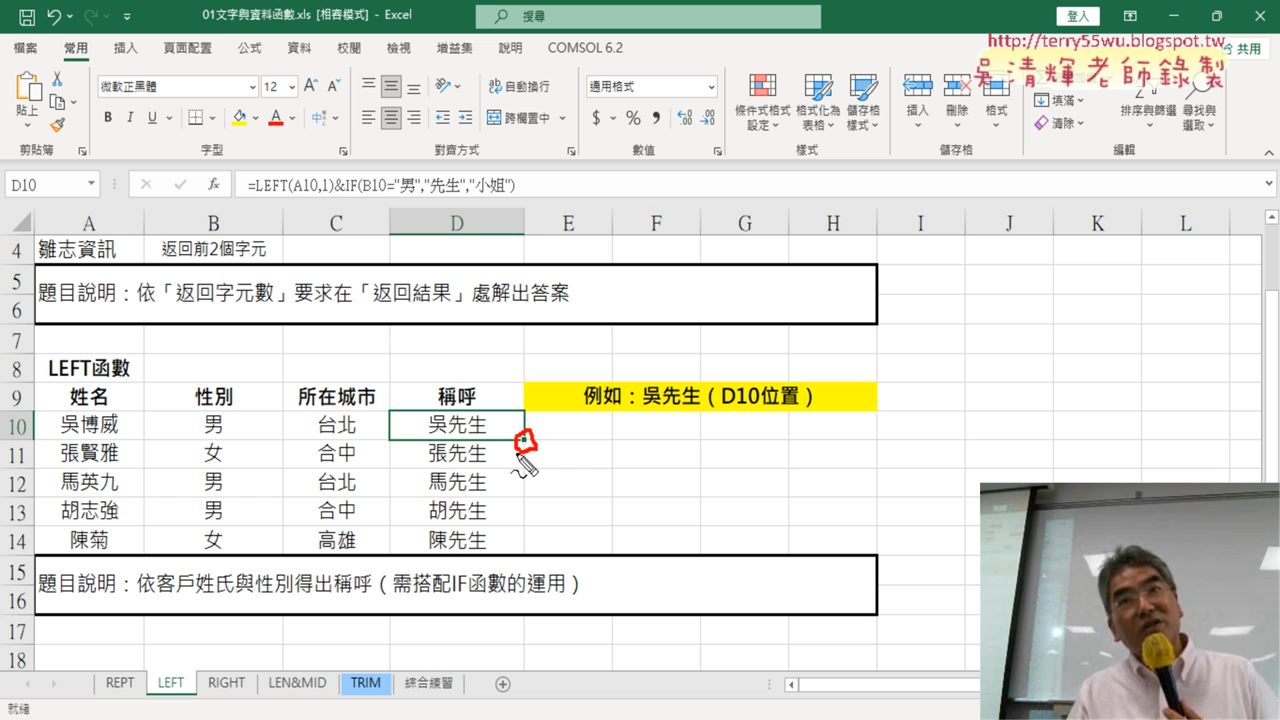 01文字與資料函數.xls [相容模式] - Excel
搜尋
登入
檔案 常用 插入 頁面配置 公式 資料 校閱 檢視 增益集 說明 COMSOL 6.2
共用
http://terry55wu.blogspot.tw
吳清輝老師錄製
貼上
微軟正黑體 12
B I U
自動換行
跨欄置中
通用格式
$ %
條件式格式設定
格式化為表格
儲存格樣式
插入 刪除 格式
填滿
清除
排序與篩選
尋找與選取
剪貼簿 字型 對齊方式 數值 樣式 儲存格 編輯
D10
fx
=LEFT(A10,1)&IF(B10="男","先生","小姐")
A B C D E F G H I J K L
4 雛志資訊 返回前2個字元
5
題目說明：依「返回字元數」要求在「返回結果」處解出答案
6
7
8 LEFT函數
9 姓名 性別 所在城市 稱呼 例如：吳先生（D10位置）
10 吳博威 男 台北 吳先生
11 張賢雅 女 合中 張先生
12 馬英九 男 台北 馬先生
13 胡志強 男 合中 胡先生
14 陳菊 女 高雄 陳先生
15
題目說明：依客戶姓氏與性別得出稱呼（需搭配IF函數的運用）
16
17
18
REPT LEFT RIGHT LEN&MID TRIM 綜合練習
就緒